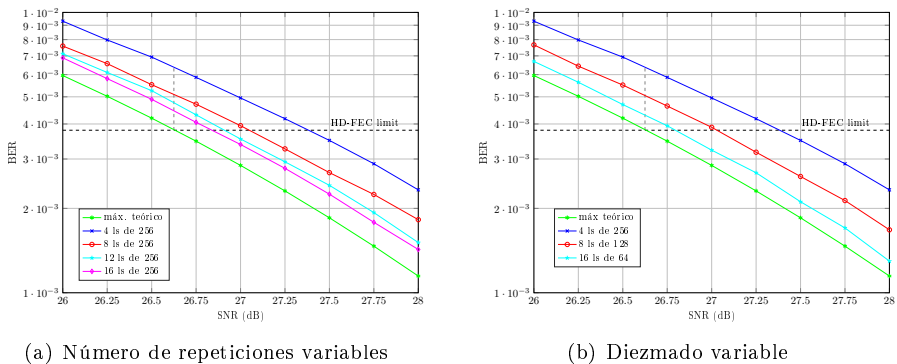 1 · 10⁻²
9 · 10⁻³
8 · 10⁻³
7 · 10⁻³
6 · 10⁻³
5 · 10⁻³
4 · 10⁻³
3 · 10⁻³
2 · 10⁻³
1 · 10⁻³
BER
HD-FEC limit
máx. teórico
4 ls de 256
8 ls de 256
12 ls de 256
16 ls de 256
26 26.25 26.5 26.75 27 27.25 27.5 27.75 28
SNR (dB)
(a) Número de repeticiones variables
1 · 10⁻²
9 · 10⁻³
8 · 10⁻³
7 · 10⁻³
6 · 10⁻³
5 · 10⁻³
4 · 10⁻³
3 · 10⁻³
2 · 10⁻³
1 · 10⁻³
BER
HD-FEC limit
máx teórico
4 ls de 256
8 ls de 128
16 ls de 64
26 26.25 26.5 26.75 27 27.25 27.5 27.75 28
SNR (dB)
(b) Diezmado variable